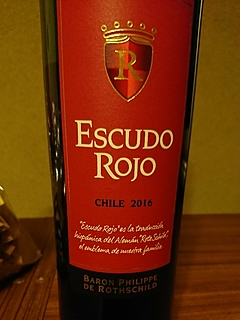 R
ESCUDO
ROJO
CHILE 2016
"Escudo Rojo" es la traducción
hispánica del Alemán "Rote Schild",
el emblema de nuestra familia
BARON PHILIPPE
DE ROTHSCHILD